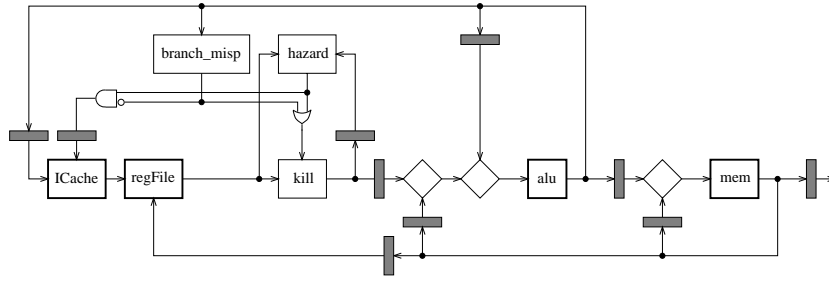 branch_misp
hazard
ICache
regFile
kill
alu
mem